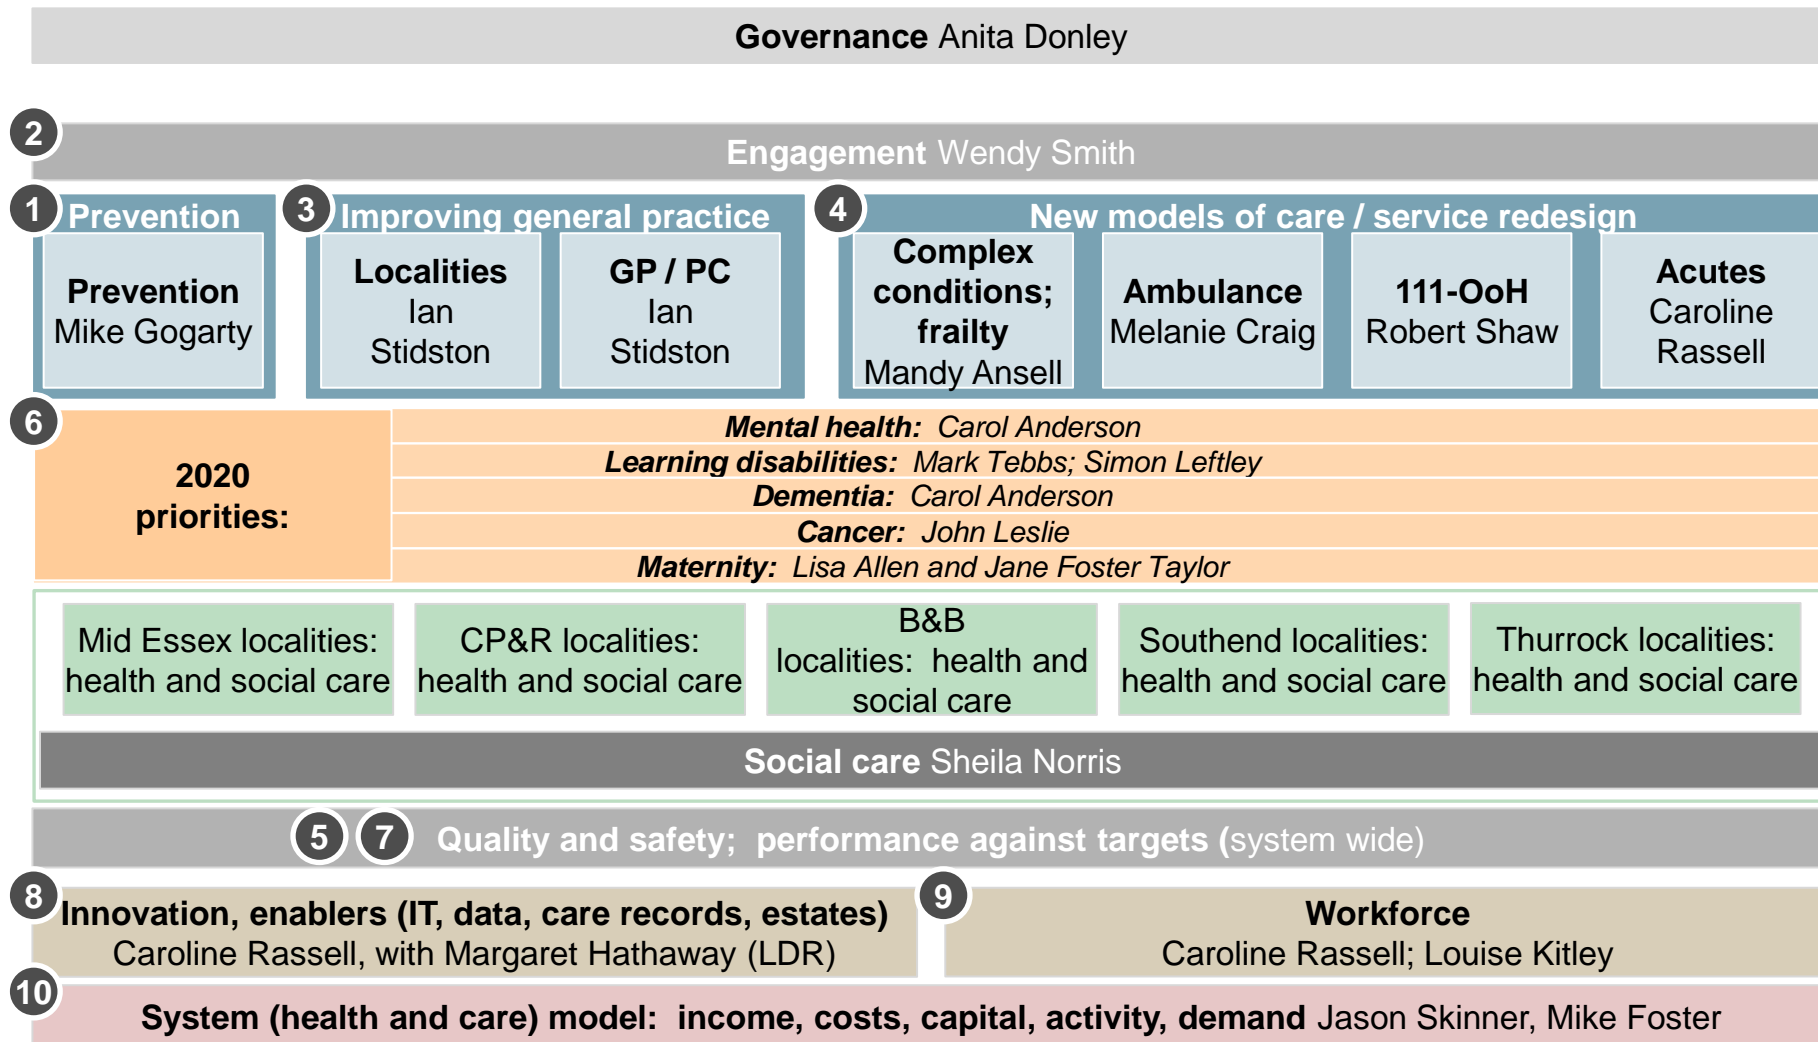 Governance Anita Donley
2
Engagement Wendy Smith
1
Prevention
Prevention
Mike Gogarty
3
Improving general practice
Localities
Ian
Stidston
GP / PC
Ian
Stidston
4
New models of care / service redesign
Complex
conditions;
frailty
Mandy Ansell
Ambulance
Melanie Craig
111-OoH
Robert Shaw
Acutes
Caroline
Rassell
6
2020
priorities:
Mental health: Carol Anderson
Learning disabilities: Mark Tebbs; Simon Leftley
Dementia: Carol Anderson
Cancer: John Leslie
Maternity: Lisa Allen and Jane Foster Taylor
Mid Essex localities:
health and social care
CP&R localities:
health and social care
B&B
localities: health and
social care
Southend localities:
health and social care
Thurrock localities:
health and social care
Social care Sheila Norris
5 7 Quality and safety; performance against targets (system wide)
8
Innovation, enablers (IT, data, care records, estates)
Caroline Rassell, with Margaret Hathaway (LDR)
9
Workforce
Caroline Rassell; Louise Kitley
10
System (health and care) model: income, costs, capital, activity, demand Jason Skinner, Mike Foster